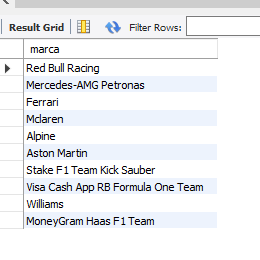 Result Grid
Filter Rows:
marca
Red Bull Racing
Mercedes-AMG Petronas
Ferrari
Mclaren
Alpine
Aston Martin
Stake F1 Team Kick Sauber
Visa Cash App RB Formula One Team
Williams
MoneyGram Haas F1 Team